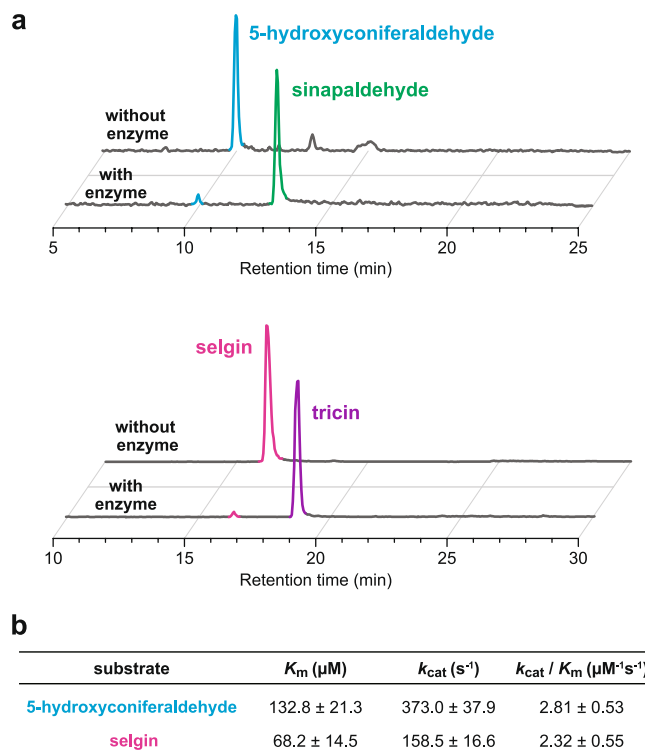 a
5-hydroxyconiferaldehyde
sinapaldehyde
without
enzyme
with
enzyme
5 10 15 20 25
Retention time (min)
selgin
tricin
without
enzyme
with
enzyme
10 15 20 25 30
Retention time (min)
b
substrate Km (µM) kcat (s⁻¹) kcat / Km (µM⁻¹s⁻¹)
5-hydroxyconiferaldehyde 132.8 ± 21.3 373.0 ± 37.9 2.81 ± 0.53
selgin 68.2 ± 14.5 158.5 ± 16.6 2.32 ± 0.55